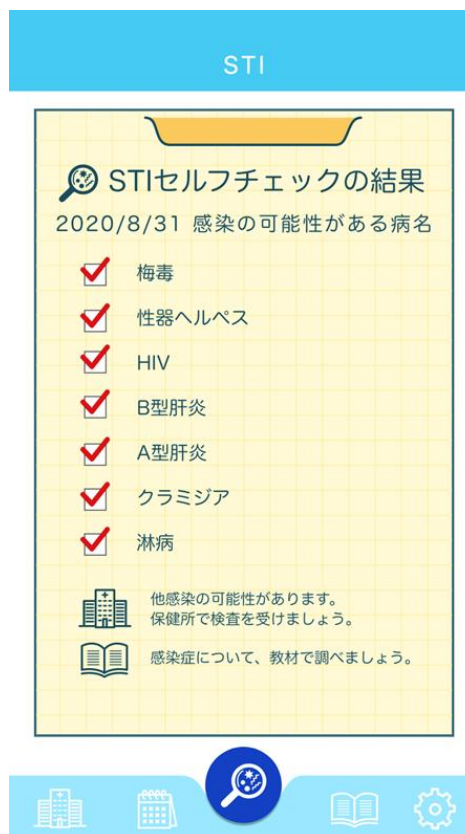 STI
STIセルフチェックの結果
2020/8/31 感染の可能性がある病名
梅毒
性器ヘルペス
HIV
B型肝炎
A型肝炎
クラミジア
淋病
他感染の可能性があります。
保健所で検査を受けましょう。
感染症について、教材で調べましょう。